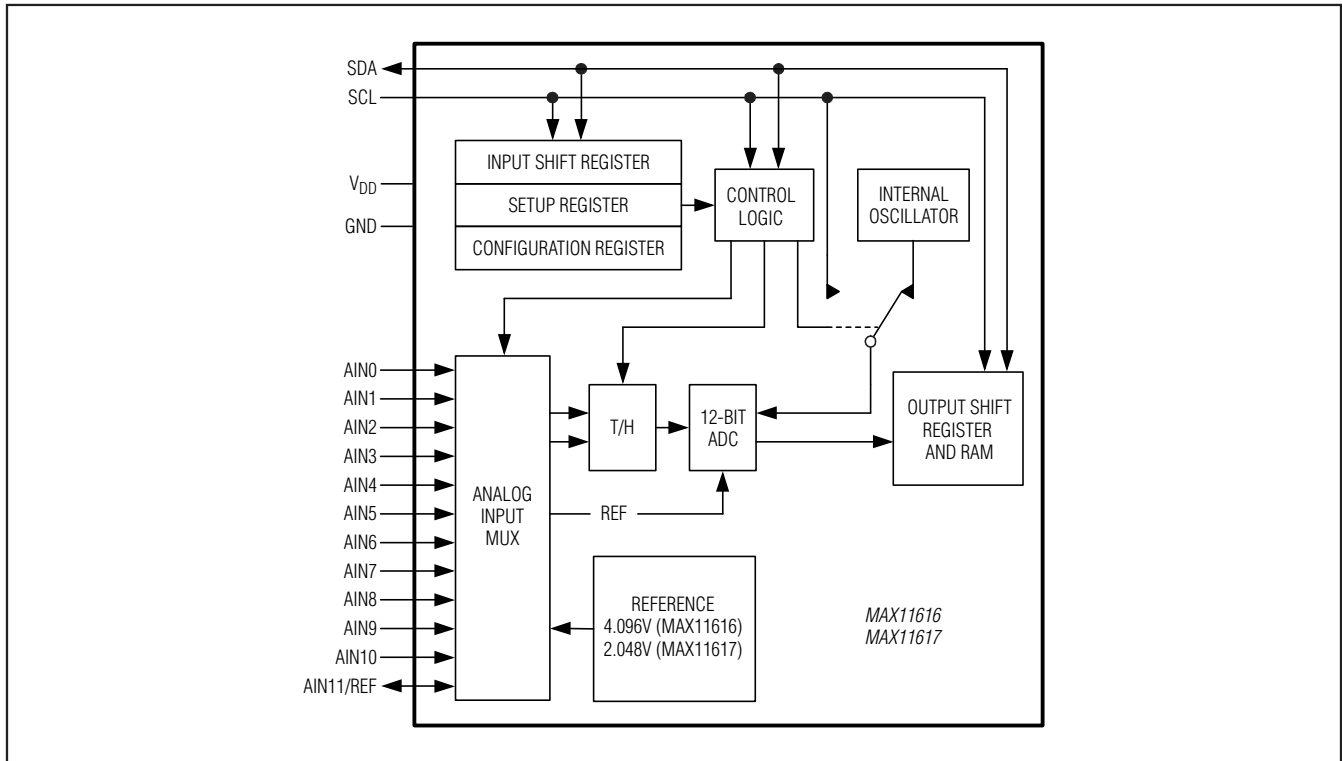 SDA
SCL
V_DD
GND
INPUT SHIFT REGISTER
SETUP REGISTER
CONFIGURATION REGISTER
CONTROL
LOGIC
INTERNAL
OSCILLATOR
AIN0
AIN1
AIN2
AIN3
AIN4
AIN5
AIN6
AIN7
AIN8
AIN9
AIN10
AIN11/REF
ANALOG
INPUT
MUX
T/H
12-BIT
ADC
OUTPUT SHIFT
REGISTER
AND RAM
REF
REFERENCE
4.096V (MAX11616)
2.048V (MAX11617)
MAX11616
MAX11617